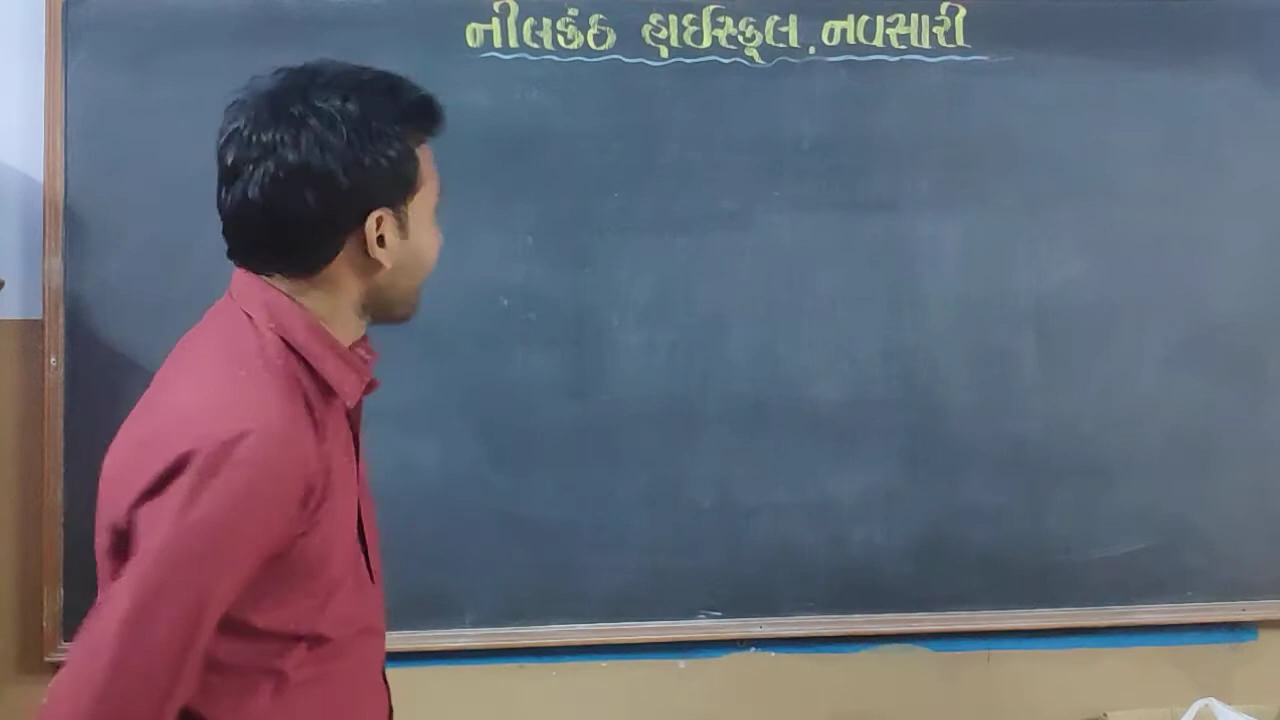 નીલકંઠ હાઇસ્કૂલ, નવસારી